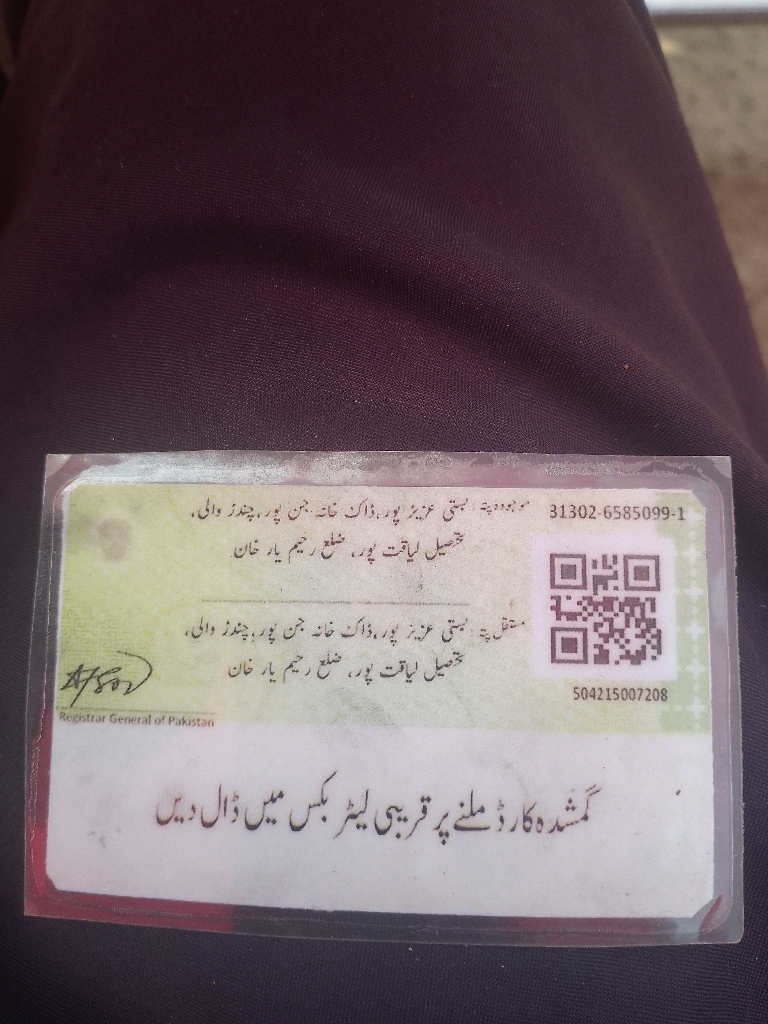 31302-6585099-1
موجودہ پتہ: بستی عزیز پور، ڈاک خانہ جن پور، چندز والی،
تحصیل لیاقت پور، ضلع رحیم یار خان
مستقل پتہ: بستی عزیز پور، ڈاک خانہ جن پور، چندز والی،
تحصیل لیاقت پور، ضلع رحیم یار خان
504215007208
Registrar General of Pakistan
گمشدہ کارڈ ملنے پر قریبی لیٹر بکس میں ڈال دیں